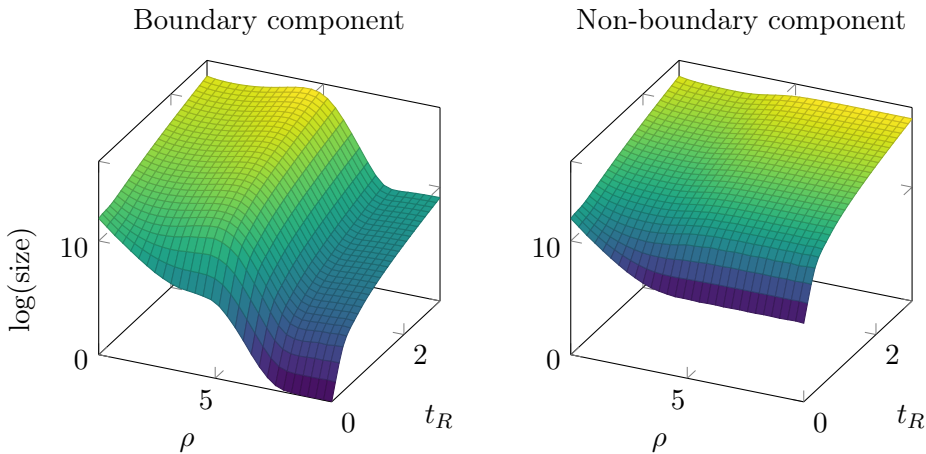 Boundary component
Non-boundary component
log(size)
10
0
5
ρ
0
2
t_R
10
0
5
ρ
0
2
t_R